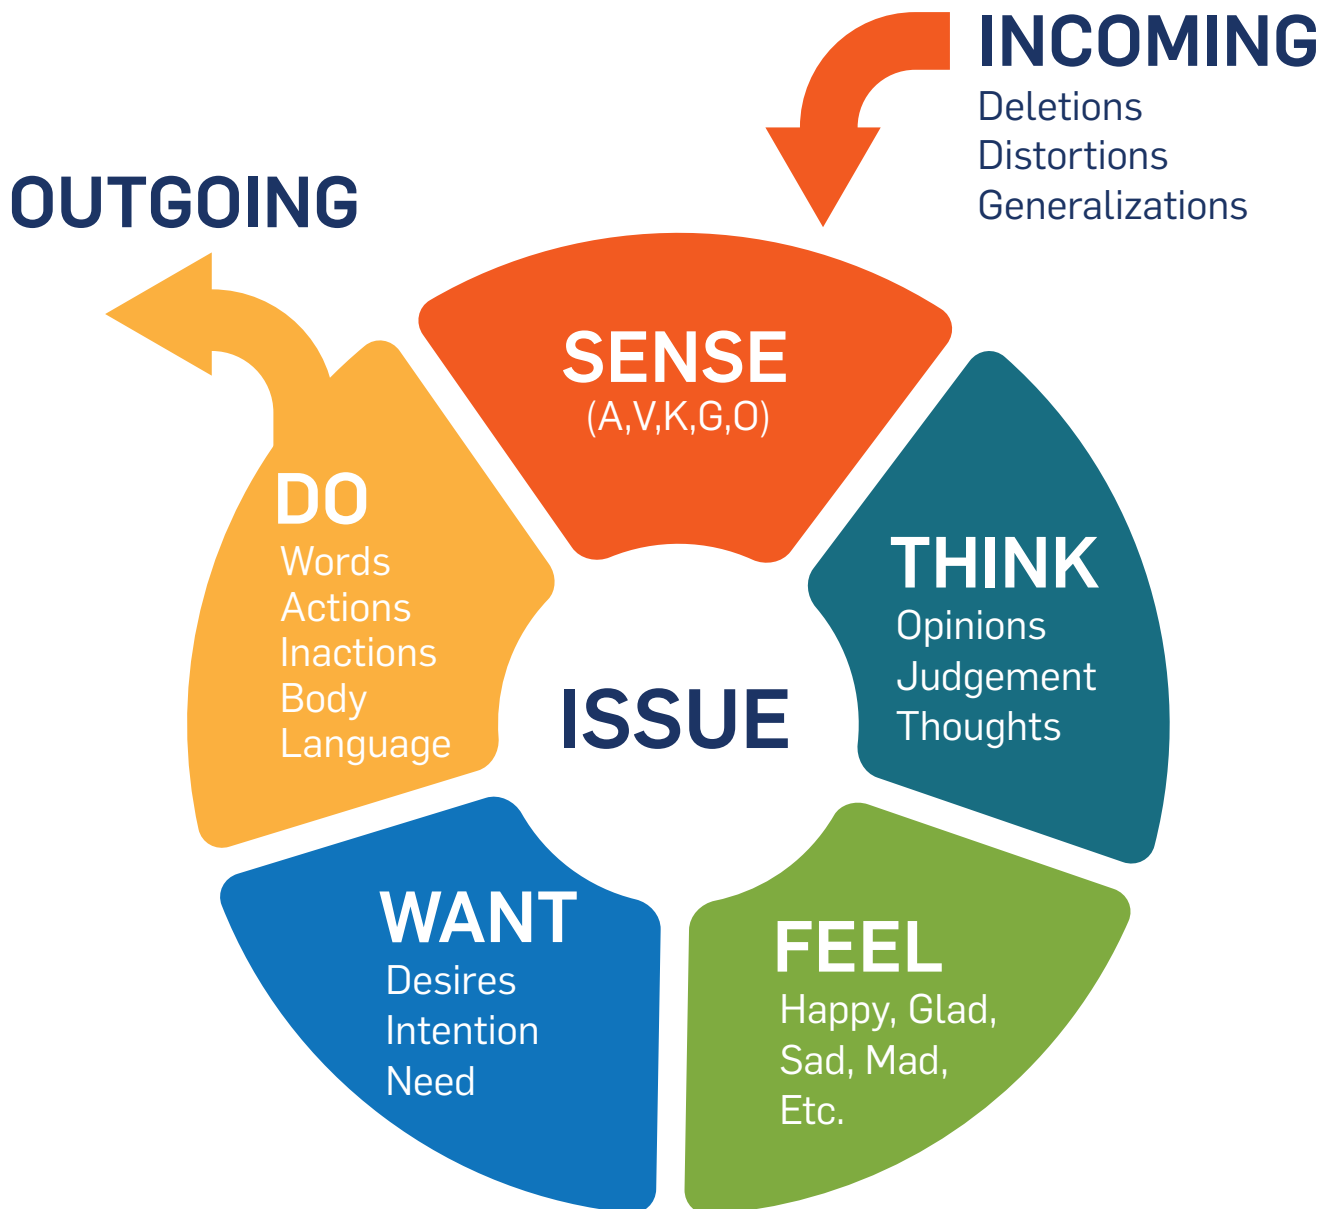 INCOMING
Deletions
Distortions
Generalizations
OUTGOING
SENSE
(A,V,K,G,O)
THINK
Opinions
Judgement
Thoughts
FEEL
Happy, Glad,
Sad, Mad,
Etc.
WANT
Desires
Intention
Need
DO
Words
Actions
Inactions
Body
Language
ISSUE